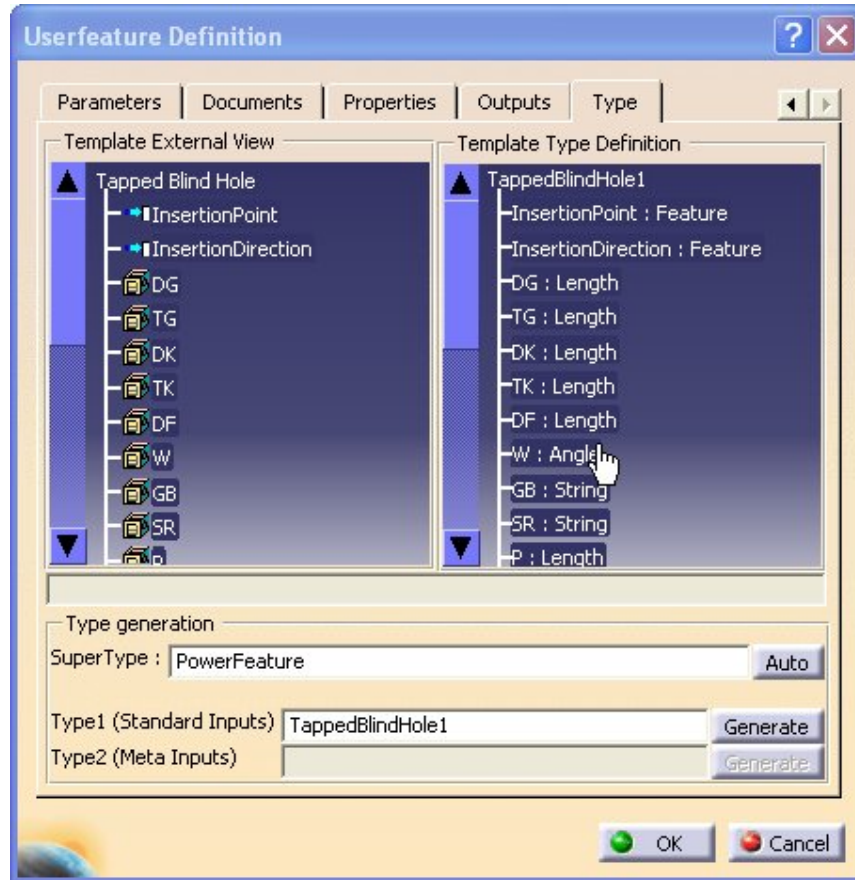 Userfeature Definition
Parameters
Documents
Properties
Outputs
Type
Template External View
Tapped Blind Hole
InsertionPoint
InsertionDirection
DG
TG
DK
TK
DF
W
GB
SR
P
Template Type Definition
TappedBlindHole1
InsertionPoint : Feature
InsertionDirection : Feature
DG : Length
TG : Length
DK : Length
TK : Length
DF : Length
W : Angle
GB : String
SR : String
P : Length
Type generation
SuperType : PowerFeature Auto
Type1 (Standard Inputs) TappedBlindHole1 Generate
Type2 (Meta Inputs) Generate
OK Cancel